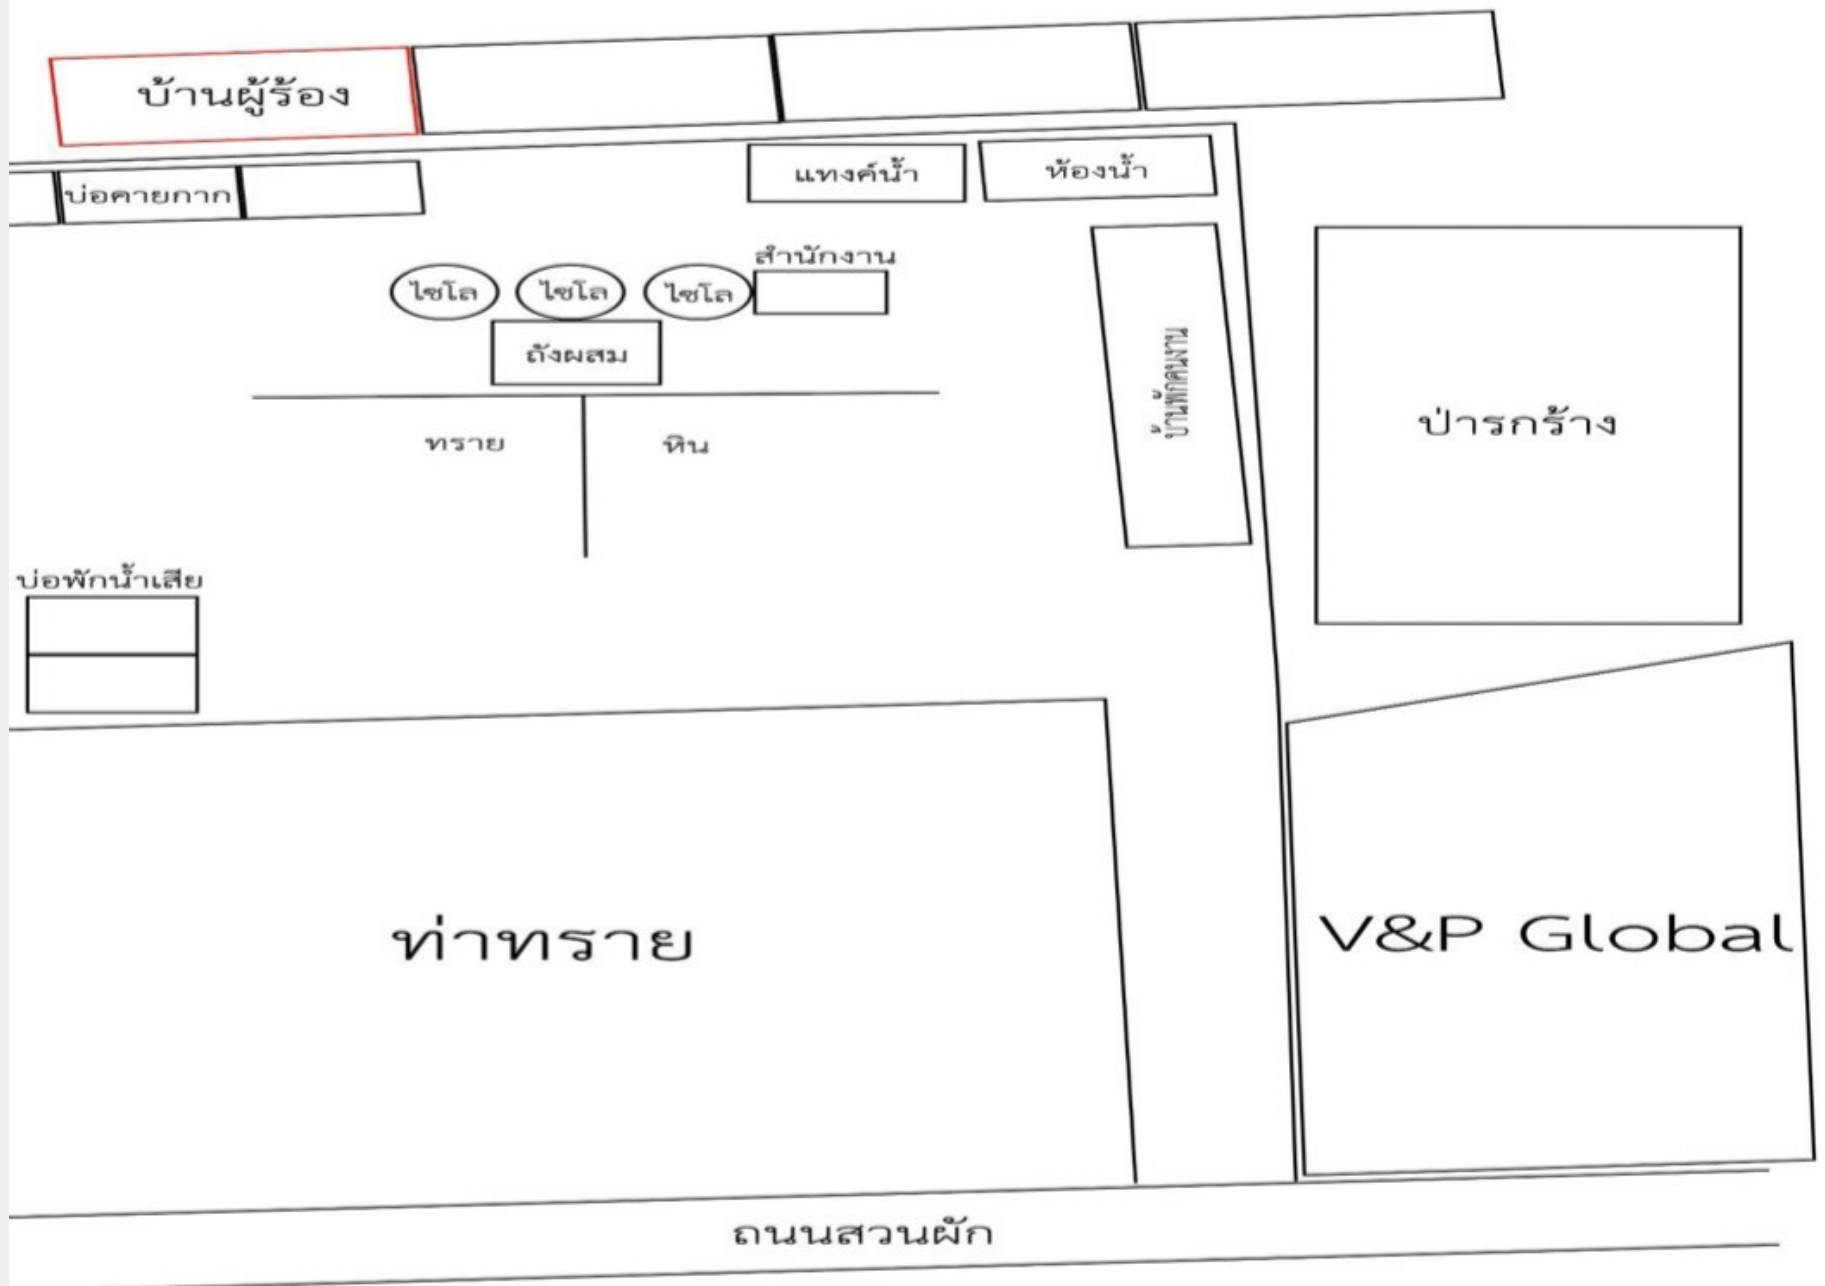 บ้านผู้ร้อง
แทงค์น้ำ
ห้องน้ำ
บ่อคายกาก
สำนักงาน
ไซโล
ไซโล
ไซโล
ถังผสม
บ้านพักคนงาน
ป่ารกร้าง
ทราย
หิน
บ่อพักน้ำเสีย
ท่าทราย
V&P Global
ถนนสวนผัก